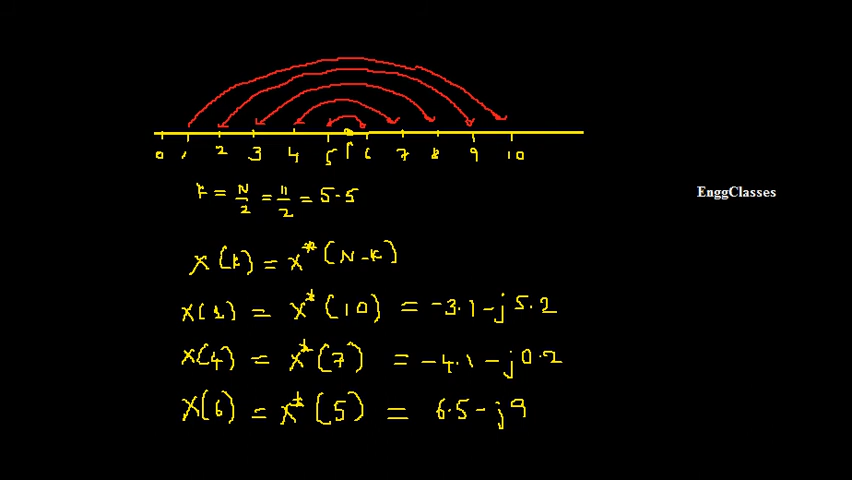 0 1 2 3 4 5 6 7 8 9 10
EnggClasses
K = N/2 = 11/2 = 5.5
X(K) = X*(N-K)
X(1) = X*(10) = -3.1 - j5.2
X(4) = X*(7) = -4.1 - j0.2
X(6) = X*(5) = 6.5 - j9